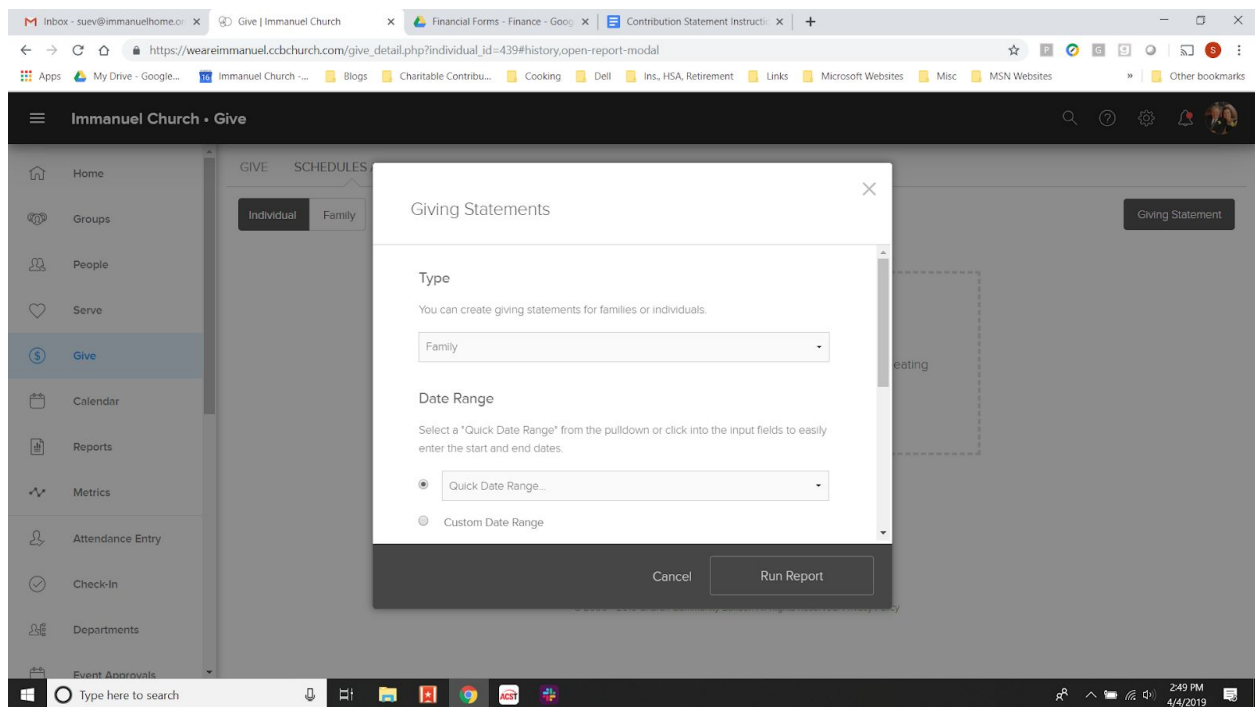 Inbox - suev@immanuelhome.or
Give | Immanuel Church
Financial Forms - Finance - Goog
Contribution Statement Instructi
https://weareimmanuel.ccbchurch.com/give_detail.php?individual_id=439#history,open-report-modal
Apps
My Drive - Google...
Immanuel Church -...
Blogs
Charitable Contribu...
Cooking
Dell
Ins., HSA, Retirement
Links
Microsoft Websites
Misc
MSN Websites
»
Other bookmarks
Immanuel Church • Give
Home
Groups
People
Serve
Give
Calendar
Reports
Metrics
Attendance Entry
Check-In
Departments
Event Approvals
GIVE
SCHEDULES
Individual
Family
Giving Statement
eating
Giving Statements
Type
You can create giving statements for families or individuals.
Family
Date Range
Select a "Quick Date Range" from the pulldown or click into the input fields to easily
enter the start and end dates.
Quick Date Range...
Custom Date Range
Cancel
Run Report
Type here to search
ACST
2:49 PM
4/4/2019